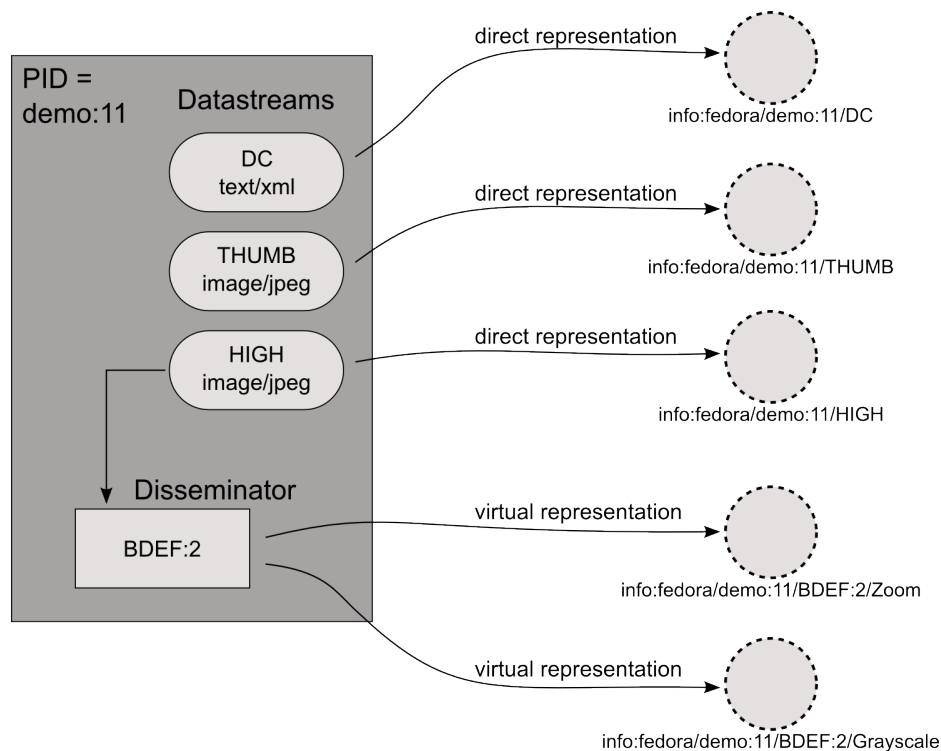 PID =
demo:11
Datastreams
DC
text/xml
THUMB
image/jpeg
HIGH
image/jpeg
Disseminator
BDEF:2
direct representation
info:fedora/demo:11/DC
direct representation
info:fedora/demo:11/THUMB
direct representation
info:fedora/demo:11/HIGH
virtual representation
info:fedora/demo:11/BDEF:2/Zoom
virtual representation
info:fedora/demo:11/BDEF:2/Grayscale